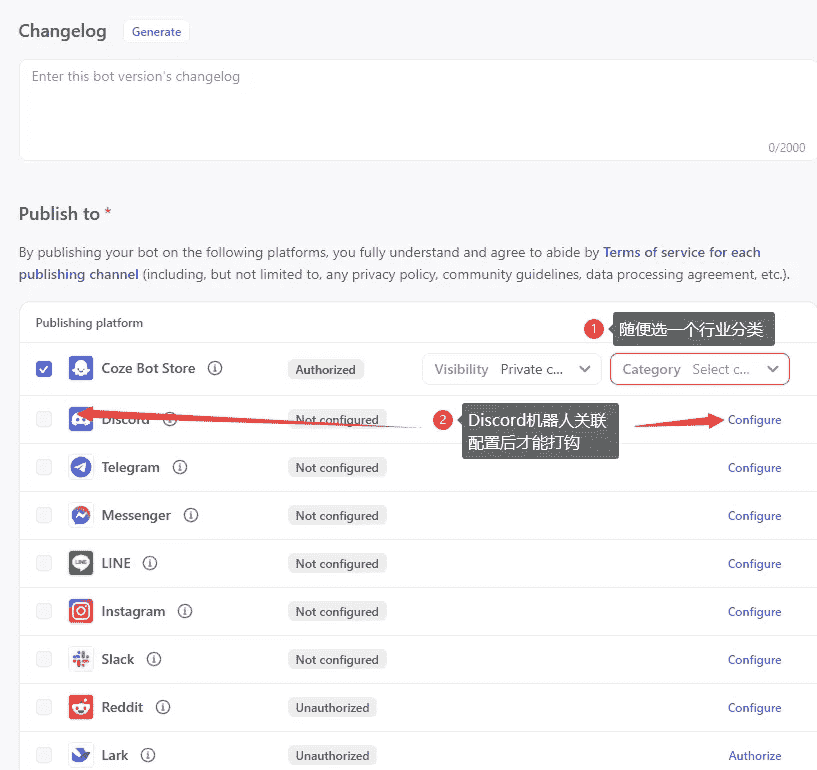 Changelog Generate
Enter this bot version's changelog
0/2000
Publish to *
By publishing your bot on the following platforms, you fully understand and agree to abide by Terms of service for each
publishing channel (including, but not limited to, any privacy policy, community guidelines, data processing agreement, etc.).
Publishing platform
1 随便选一个行业分类
Coze Bot Store Authorized Visibility Private c... Category Select c...
Discord Not configured Configure
2 Discord机器人关联
配置后才能打钩
Telegram Not configured Configure
Messenger Not configured Configure
LINE Not configured Configure
Instagram Not configured Configure
Slack Not configured Configure
Reddit Unauthorized Configure
Lark Unauthorized Authorize